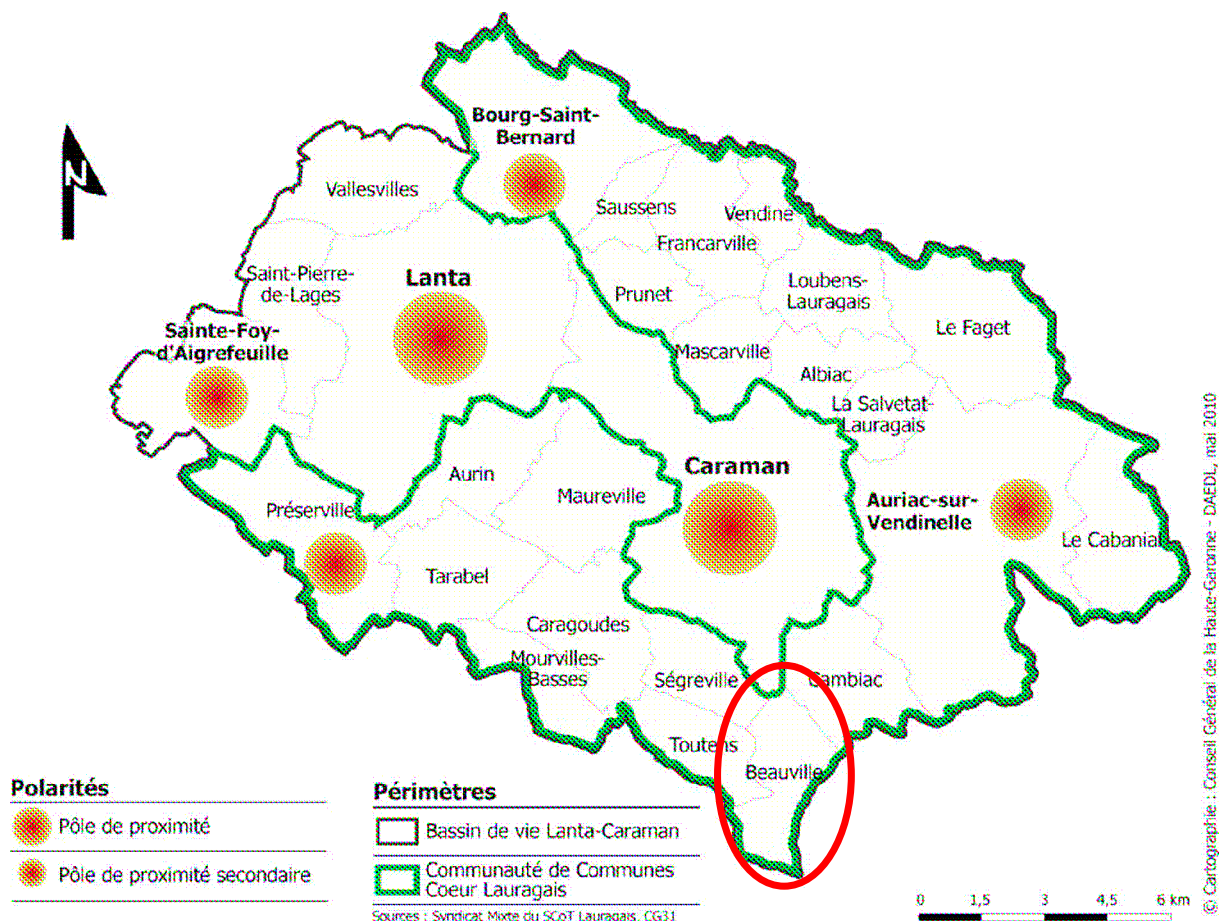 N
Bourg-Saint-
Bernard
Vallesvilles
Saussens
Vendine
Francarville
Saint-Pierre-
de-Lages
Lanta
Prunet
Loubens-
Lauragais
Sainte-Foy-
d'Aigrefeuille
Le Faget
Mascarville
Albiac
La Salvetat-
Lauragais
Aurin
Caraman
Maureville
Préserville
Auriac-sur-
Vendinelle
Le Cabanial
Tarabel
Caragoudes
Mourvilles-
Basses
Ségreville
Cambiac
Toutens
Beauville
Polarités
Pôle de proximité
Pôle de proximité secondaire
Périmètres
Bassin de vie Lanta-Caraman
Communauté de Communes
Coeur Lauragais
Sources : Syndicat Mixte du SCoT Lauragais, CG31
0 1,5 3 4,5 6 km
© Cartographie : Conseil Général de la Haute-Garonne - DAEDL, mai 2010